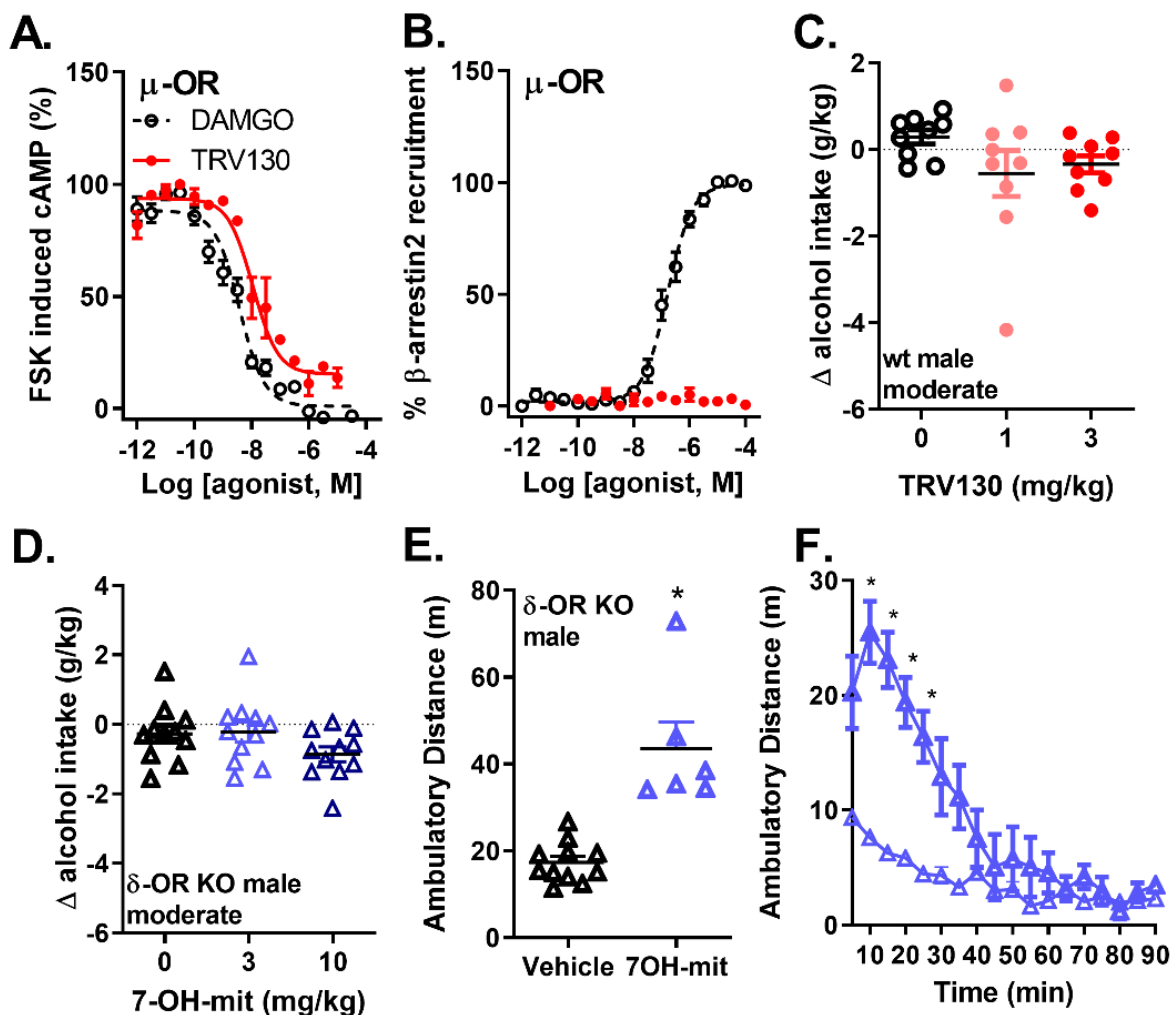 A.
FSK induced cAMP (%)
150
100
50
0
μ-OR
DAMGO
TRV130
-12 -10 -8 -6 -4
Log [agonist, M]
B.
% β-arrestin2 recruitment
150
100
50
0
μ-OR
-12 -10 -8 -6 -4
Log [agonist, M]
C.
Δ alcohol intake (g/kg)
2
0
-2
-4
-6
wt male
moderate
0 1 3
TRV130 (mg/kg)
D.
Δ alcohol intake (g/kg)
4
2
0
-2
-4
-6
δ-OR KO male
moderate
0 3 10
7-OH-mit (mg/kg)
E.
Ambulatory Distance (m)
80
60
40
20
0
δ-OR KO
male
*
Vehicle 7OH-mit
F.
Ambulatory Distance (m)
30
20
10
0
* * * *
10 20 30 40 50 60 70 80 90
Time (min)